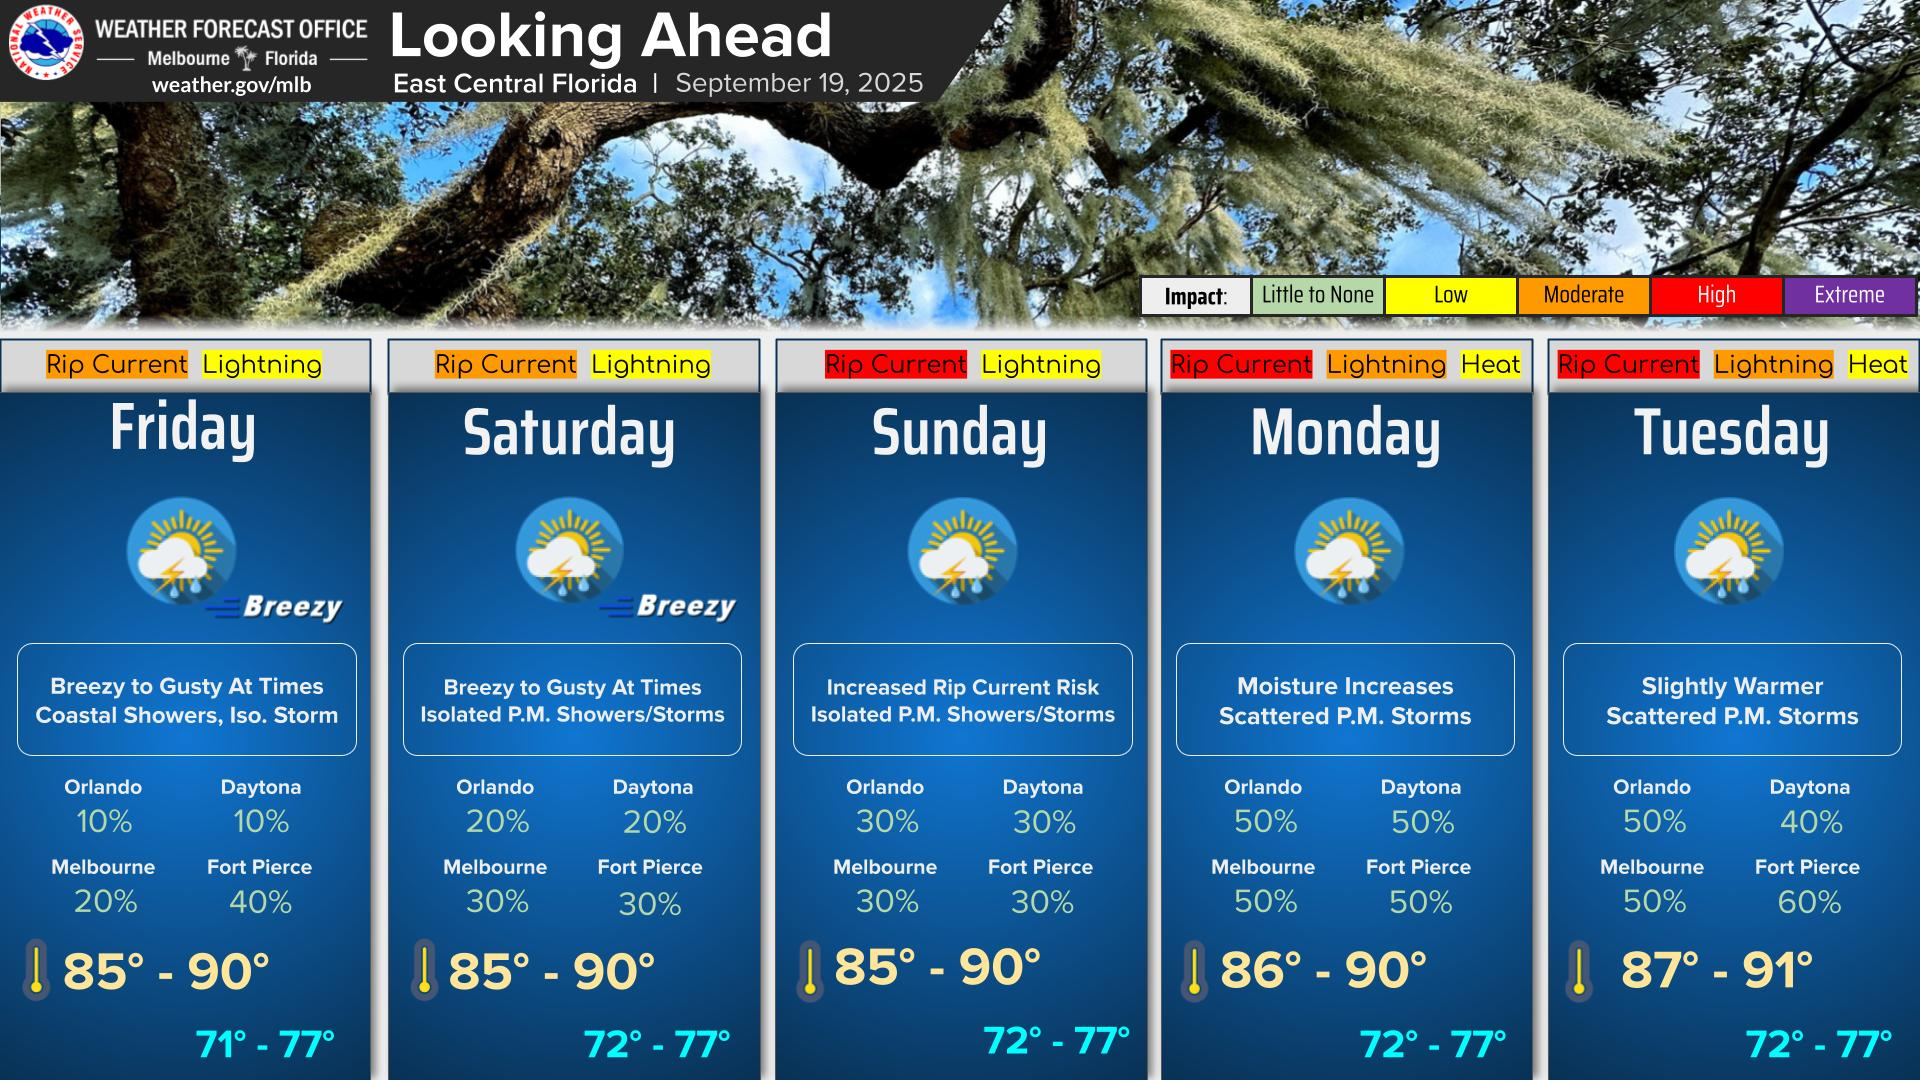 NATIONAL WEATHER SERVICE
WEATHER FORECAST OFFICE
Melbourne Florida
weather.gov/mlb
Looking Ahead
East Central Florida | September 19, 2025
Impact: Little to None Low Moderate High Extreme
Rip Current Lightning
Friday
Breezy
Breezy to Gusty At Times
Coastal Showers, Iso. Storm
Orlando Daytona
10% 10%
Melbourne Fort Pierce
20% 40%
85° - 90°
71° - 77°
Rip Current Lightning
Saturday
Breezy
Breezy to Gusty At Times
Isolated P.M. Showers/Storms
Orlando Daytona
20% 20%
Melbourne Fort Pierce
30% 30%
85° - 90°
72° - 77°
Rip Current Lightning
Sunday
Increased Rip Current Risk
Isolated P.M. Showers/Storms
Orlando Daytona
30% 30%
Melbourne Fort Pierce
30% 30%
85° - 90°
72° - 77°
Rip Current Lightning Heat
Monday
Moisture Increases
Scattered P.M. Storms
Orlando Daytona
50% 50%
Melbourne Fort Pierce
50% 50%
86° - 90°
72° - 77°
Rip Current Lightning Heat
Tuesday
Slightly Warmer
Scattered P.M. Storms
Orlando Daytona
50% 40%
Melbourne Fort Pierce
50% 60%
87° - 91°
72° - 77°